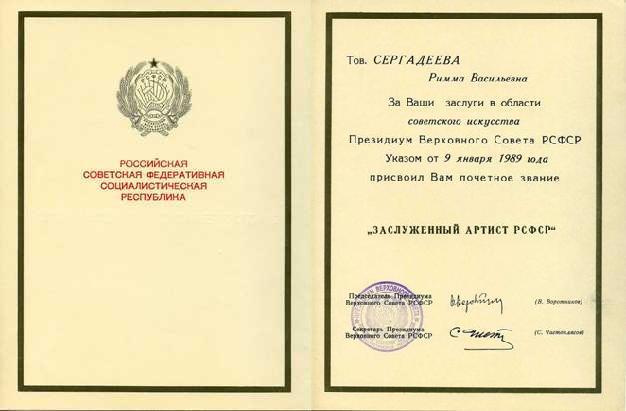 РОССИЙСКАЯ
СОВЕТСКАЯ ФЕДЕРАТИВНАЯ
СОЦИАЛИСТИЧЕСКАЯ
РЕСПУБЛИКА
Тов. СЕРГАДЕЕВА
Римма Васильевна
За Ваши заслуги в области
советского искусства
Президиум Верховного Совета РСФСР
Указом от 9 января 1989 года
присвоил Вам почетное звание
„ЗАСЛУЖЕННЫЙ АРТИСТ РСФСР“
Председатель Президиума
Верховного Совета РСФСР
(В. Воротников)
Секретарь Президиума
Верховного Совета РСФСР
(С. Чистоплясов)